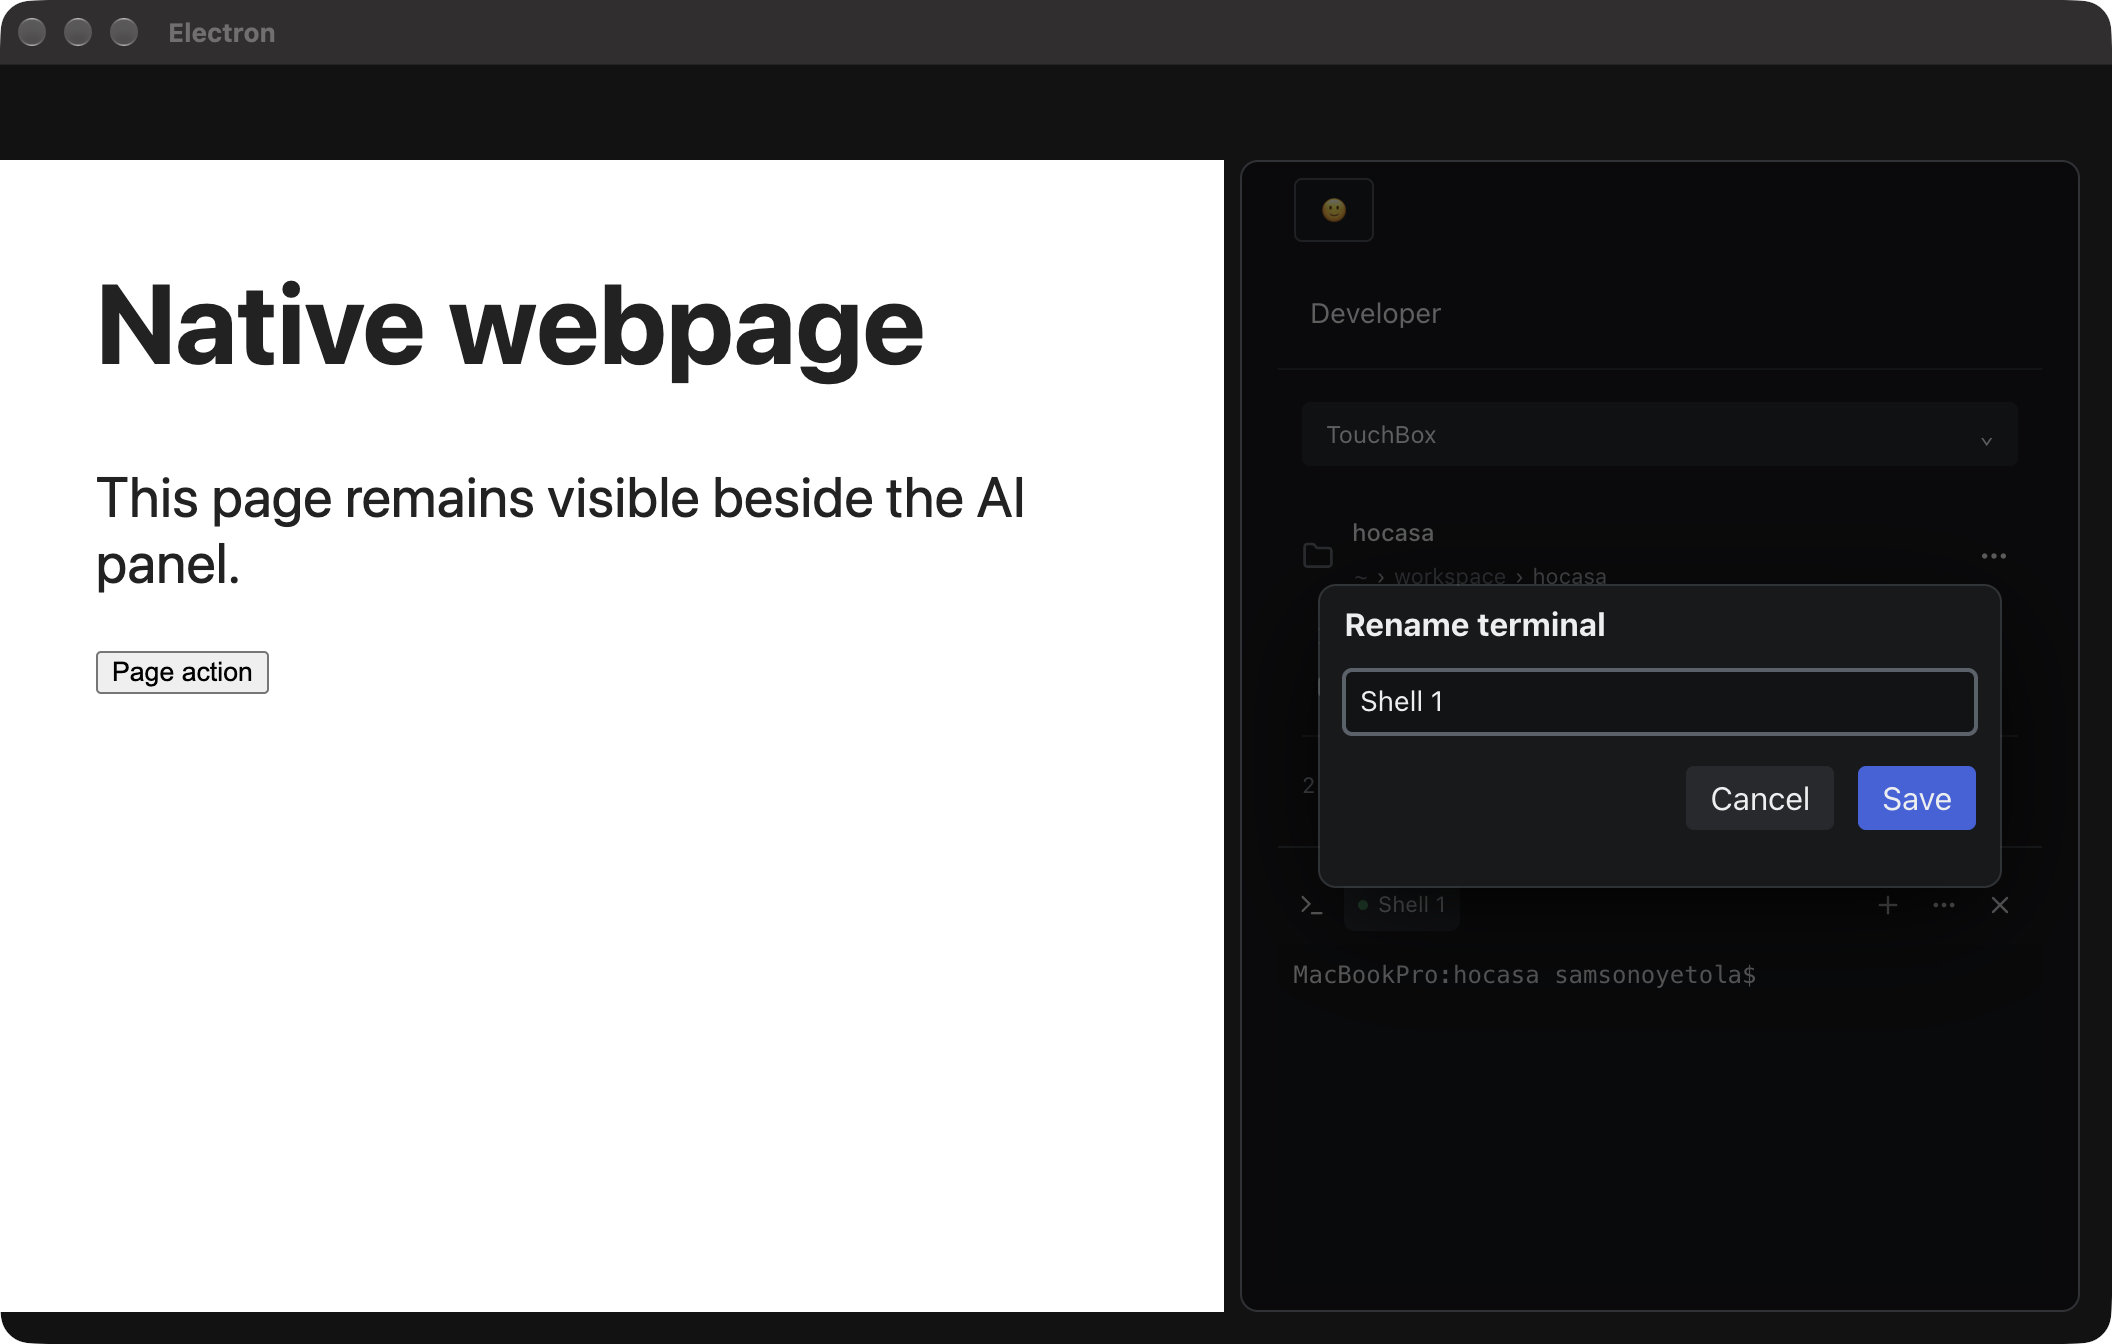 Electron
Native webpage
This page remains visible beside the AI
panel.
Page action
Developer
TouchBox
hocasa
~ › workspace › hocasa
Rename terminal
Shell 1
2
Cancel
Save
Shell 1
MacBookPro:hocasa samsonoyetola$